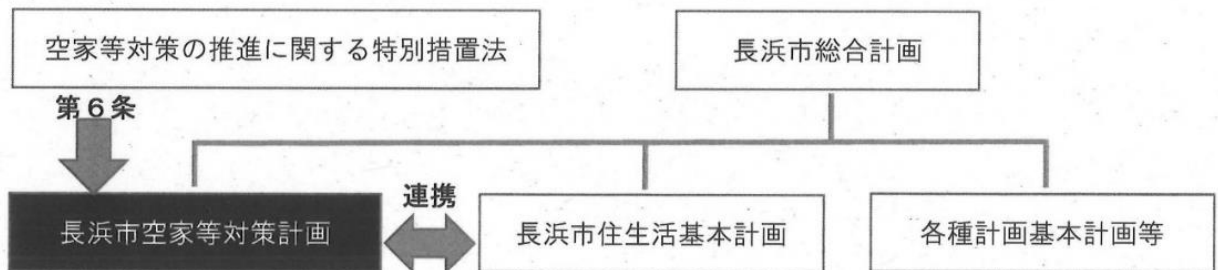 空家等対策の推進に関する特別措置法
長浜市総合計画
第6条
長浜市空家等対策計画
連携
長浜市住生活基本計画
各種計画基本計画等